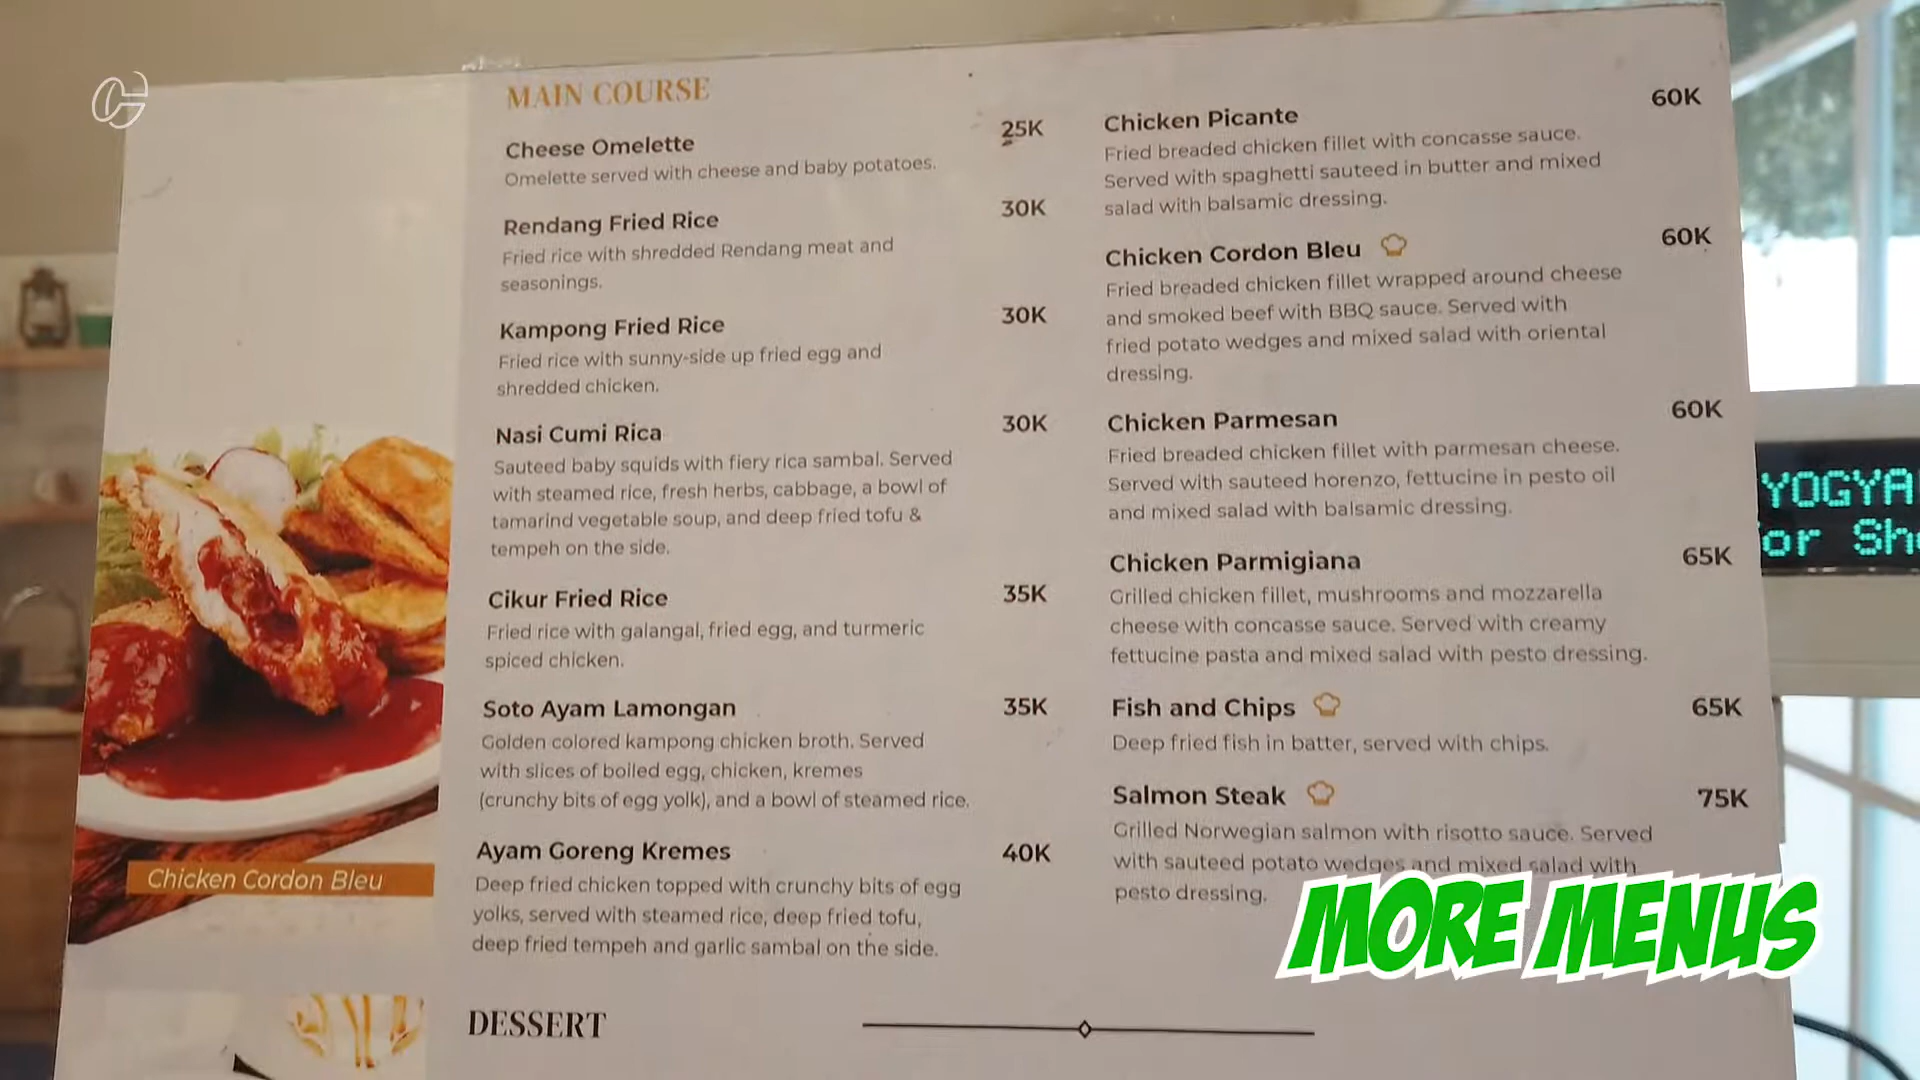 MAIN COURSE
Cheese Omelette 25K
Omelette served with cheese and baby potatoes.
Rendang Fried Rice 30K
Fried rice with shredded Rendang meat and
seasonings.
Kampong Fried Rice 30K
Fried rice with sunny-side up fried egg and
shredded chicken.
Nasi Cumi Rica 30K
Sauteed baby squids with fiery rica sambal. Served
with steamed rice, fresh herbs, cabbage, a bowl of
tamarind vegetable soup, and deep fried tofu &
tempeh on the side.
Cikur Fried Rice 35K
Fried rice with galangal, fried egg, and turmeric
spiced chicken.
Soto Ayam Lamongan 35K
Golden colored kampong chicken broth. Served
with slices of boiled egg, chicken, kremes
(crunchy bits of egg yolk), and a bowl of steamed rice.
Ayam Goreng Kremes 40K
Deep fried chicken topped with crunchy bits of egg
yolks, served with steamed rice, deep fried tofu,
deep fried tempeh and garlic sambal on the side.
Chicken Picante 60K
Fried breaded chicken fillet with concasse sauce.
Served with spaghetti sauteed in butter and mixed
salad with balsamic dressing.
Chicken Cordon Bleu 60K
Fried breaded chicken fillet wrapped around cheese
and smoked beef with BBQ sauce. Served with
fried potato wedges and mixed salad with oriental
dressing.
Chicken Parmesan 60K
Fried breaded chicken fillet with parmesan cheese.
Served with sauteed horenzo, fettucine in pesto oil
and mixed salad with balsamic dressing.
Chicken Parmigiana 65K
Grilled chicken fillet, mushrooms and mozzarella
cheese with concasse sauce. Served with creamy
fettucine pasta and mixed salad with pesto dressing.
Fish and Chips 65K
Deep fried fish in batter, served with chips.
Salmon Steak 75K
Grilled Norwegian salmon with risotto sauce. Served
with sauteed potato wedges and mixed salad with
pesto dressing.
Chicken Cordon Bleu
DESSERT
MORE MENUS
YOGYA
or Sh